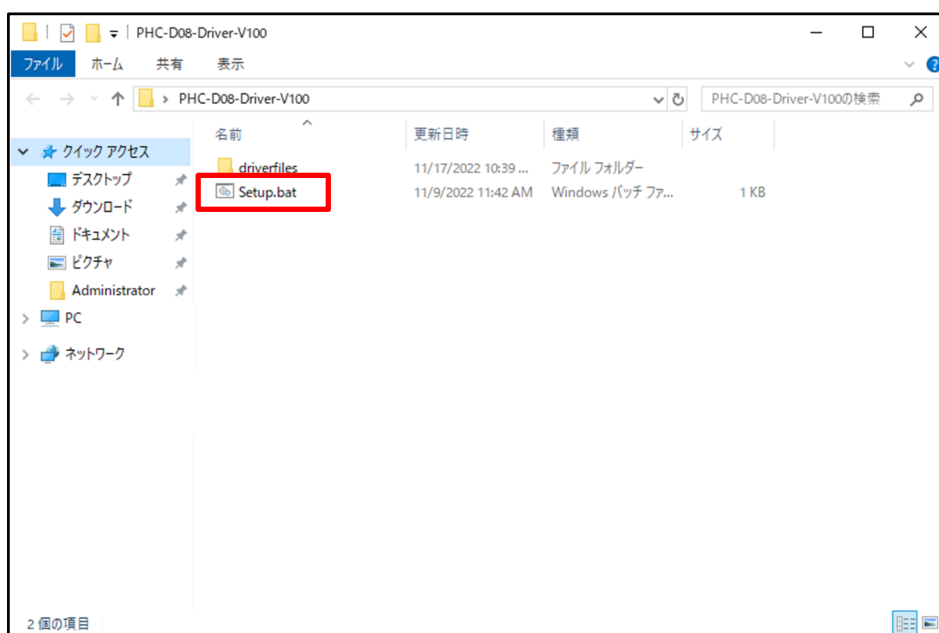 PHC-D08-Driver-V100
ファイル ホーム 共有 表示
PHC-D08-Driver-V100 PHC-D08-Driver-V100の検索
名前 更新日時 種類 サイズ
クイック アクセス
driverfiles 11/17/2022 10:39 ... ファイル フォルダー
デスクトップ
Setup.bat 11/9/2022 11:42 AM Windows バッチ ファ... 1 KB
ダウンロード
ドキュメント
ピクチャ
Administrator
PC
ネットワーク
2 個の項目